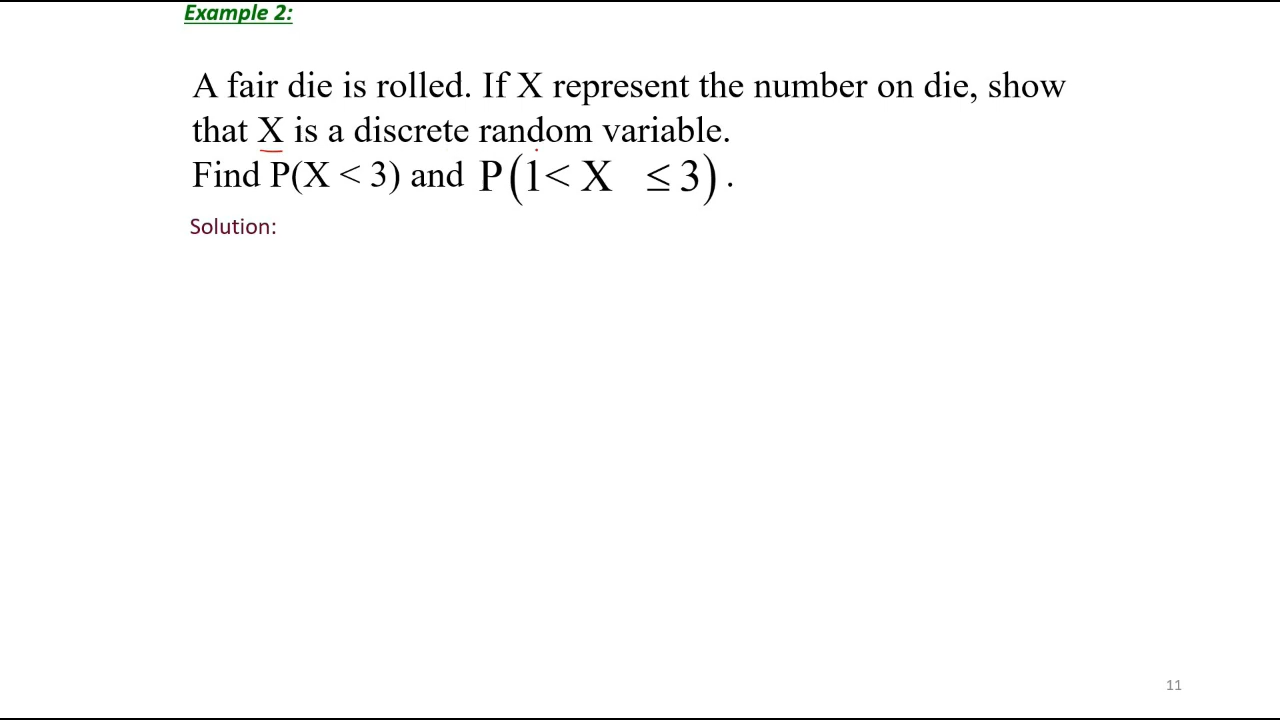 Example 2:
A fair die is rolled. If X represent the number on die, show
that X is a discrete random variable.
Find P(X < 3) and P(1< X ≤ 3) .
Solution:
11